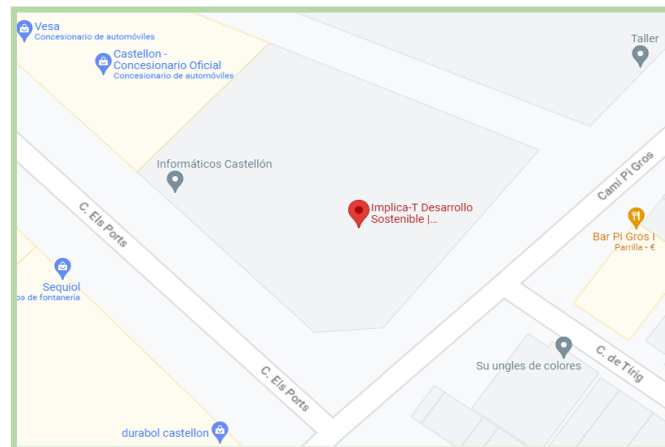 Vesa
Concesionario de automóviles
Castellon -
Concesionario Oficial
Concesionario de automóviles
Taller
Informáticos Castellón
Implica-T Desarrollo
Sostenible |...
Camí Pi Gros
C. Els Ports
Bar Pi Gros I
Parrilla • €
Sequiol
os de fontanería
C. Els Ports
Su ungles de colores
C. de Tírig
durabol castellon